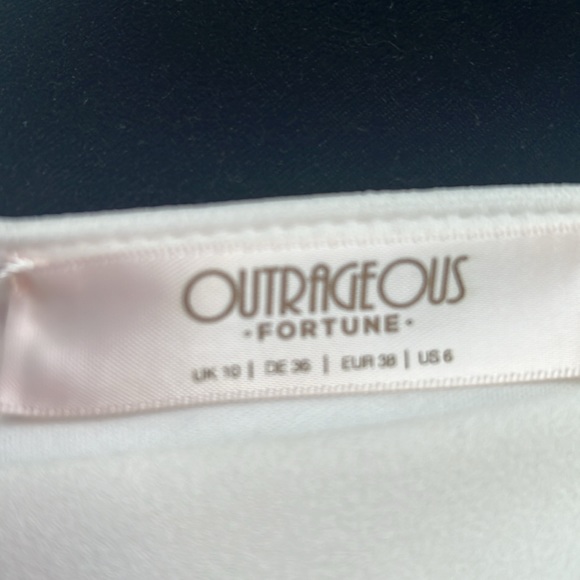 OUTRAGEOUS
·FORTUNE·
UK 10 | DE 36 | EUR 38 | US 6